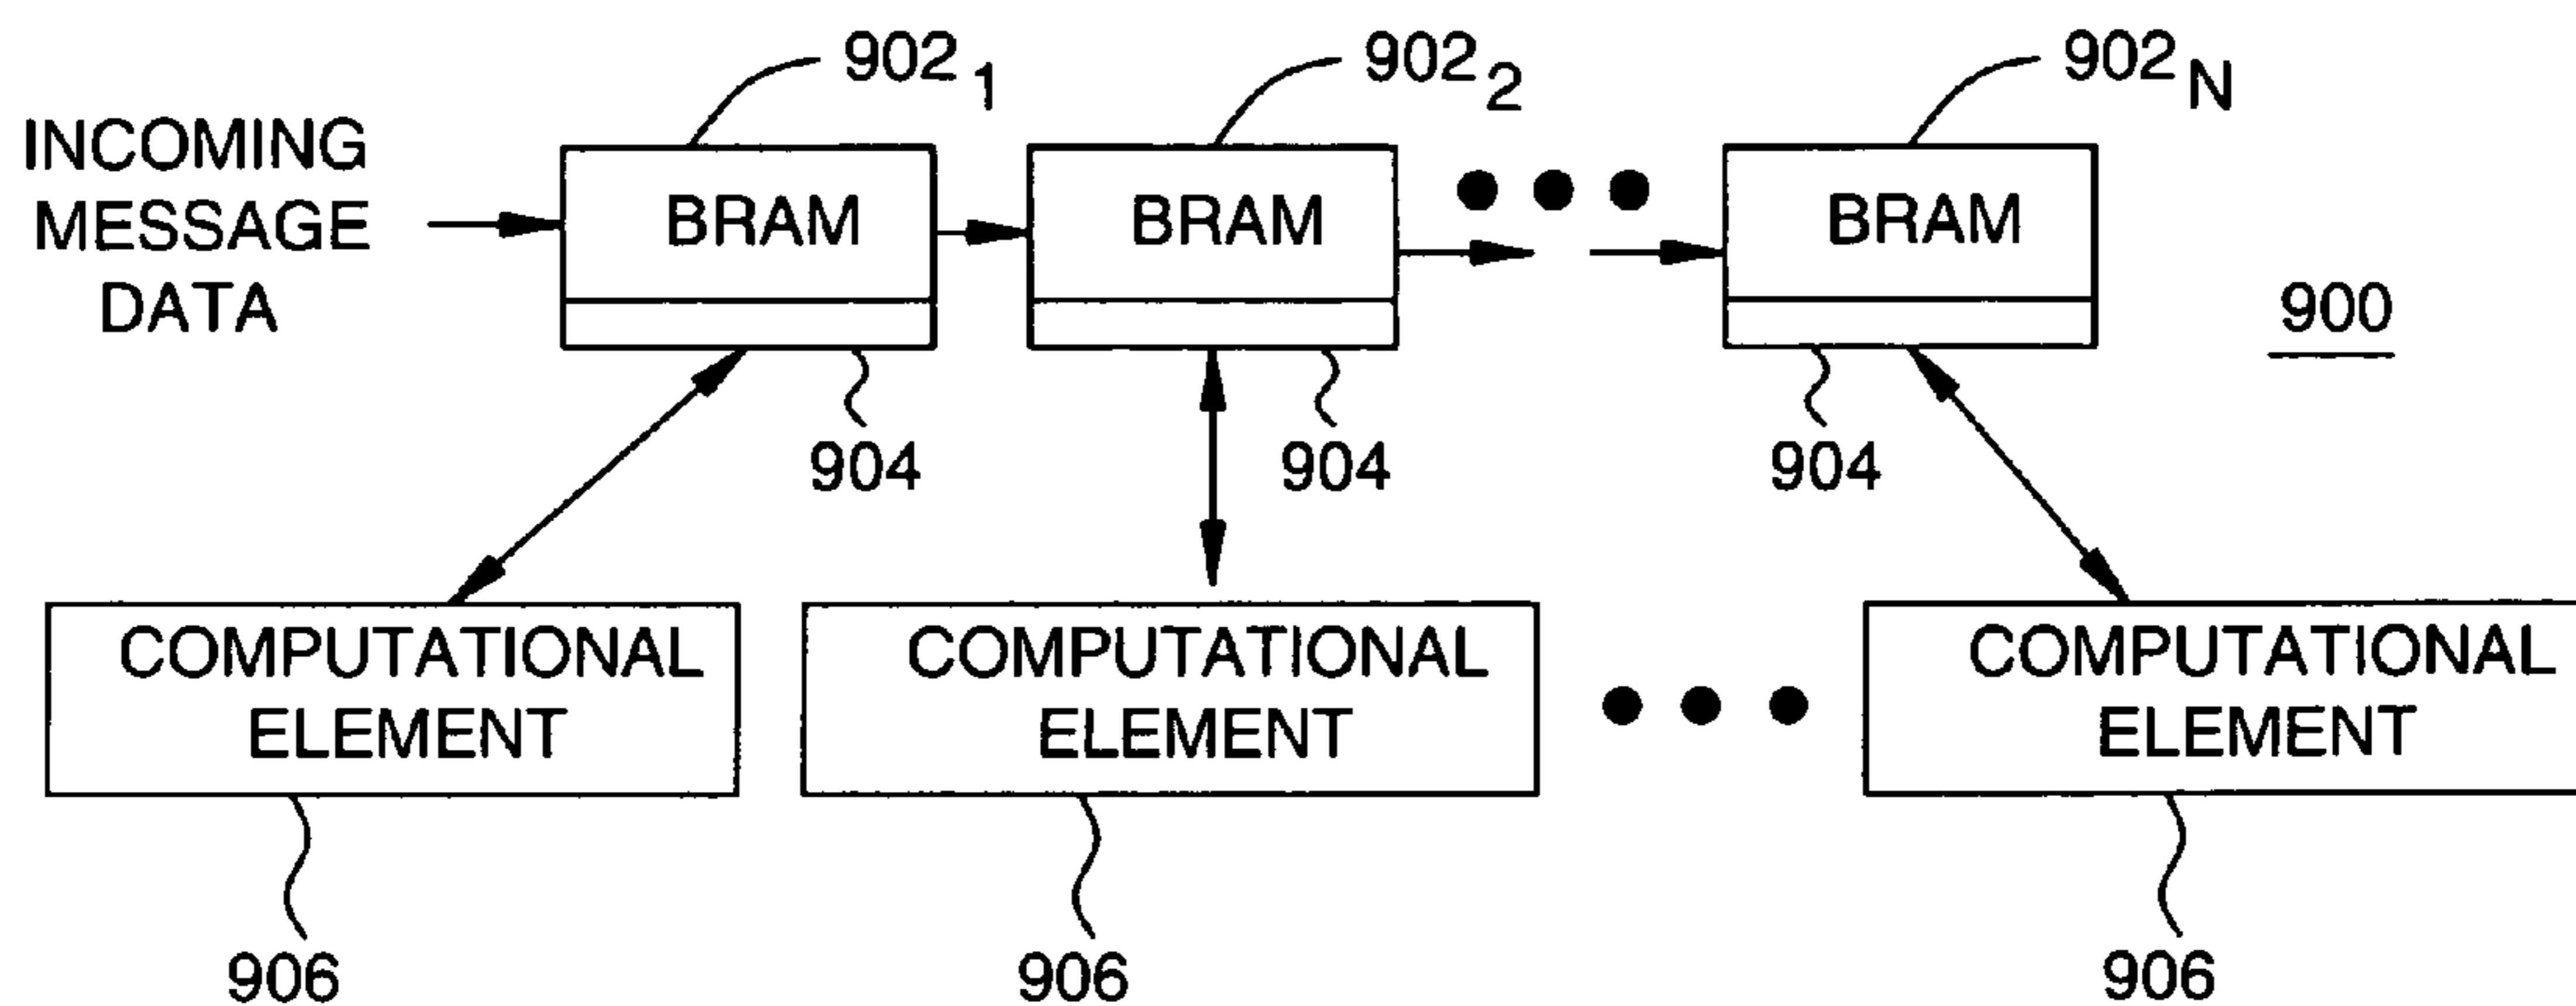 902₁
902₂
902N
INCOMING
MESSAGE
DATA
BRAM
BRAM
BRAM
900
904
904
904
COMPUTATIONAL
ELEMENT
COMPUTATIONAL
ELEMENT
COMPUTATIONAL
ELEMENT
906
906
906